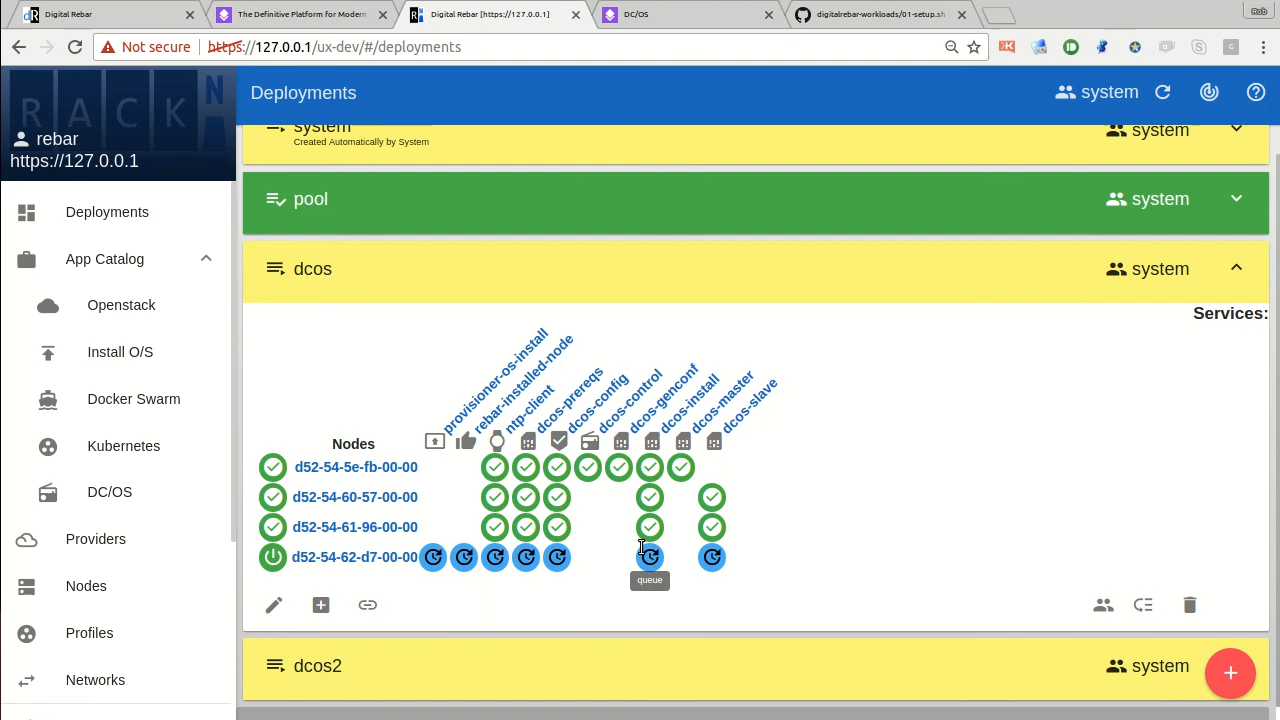 Digital Rebar
The Definitive Platform for Modern
Digital Rebar [https://127.0.0.1]
DC/OS
digitalrebar-workloads/01-setup.sh
Rob
Not secure
https://127.0.0.1/ux-dev/#/deployments
RACKN
rebar
https://127.0.0.1
Deployments
App Catalog
Openstack
Install O/S
Docker Swarm
Kubernetes
DC/OS
Providers
Nodes
Profiles
Networks
Deployments
system
system
Created Automatically by System
system
pool
system
dcos
system
Services:
provisioner-os-install
rebar-installed-node
ntp-client
dcos-prereqs
dcos-config
dcos-control
dcos-genconf
dcos-install
dcos-master
dcos-slave
Nodes
d52-54-5e-fb-00-00
d52-54-60-57-00-00
d52-54-61-96-00-00
d52-54-62-d7-00-00
queue
dcos2
system